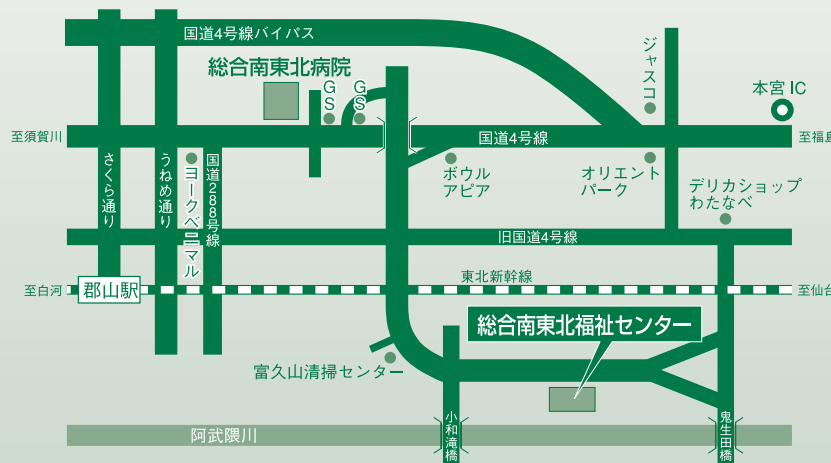 国道4号線バイパス
総合南東北病院
GS
GS
ジャスコ
本宮IC
至須賀川
国道4号線
至福島
さくら通り
うねめ通り
ヨークベニマル
国道288号線
ボウル
アピア
オリエント
パーク
デリカショップ
わたなべ
旧国道4号線
至白河
郡山駅
東北新幹線
至仙台
総合南東北福祉センター
富久山清掃センター
阿武隈川
小和滝橋
鬼生田橋